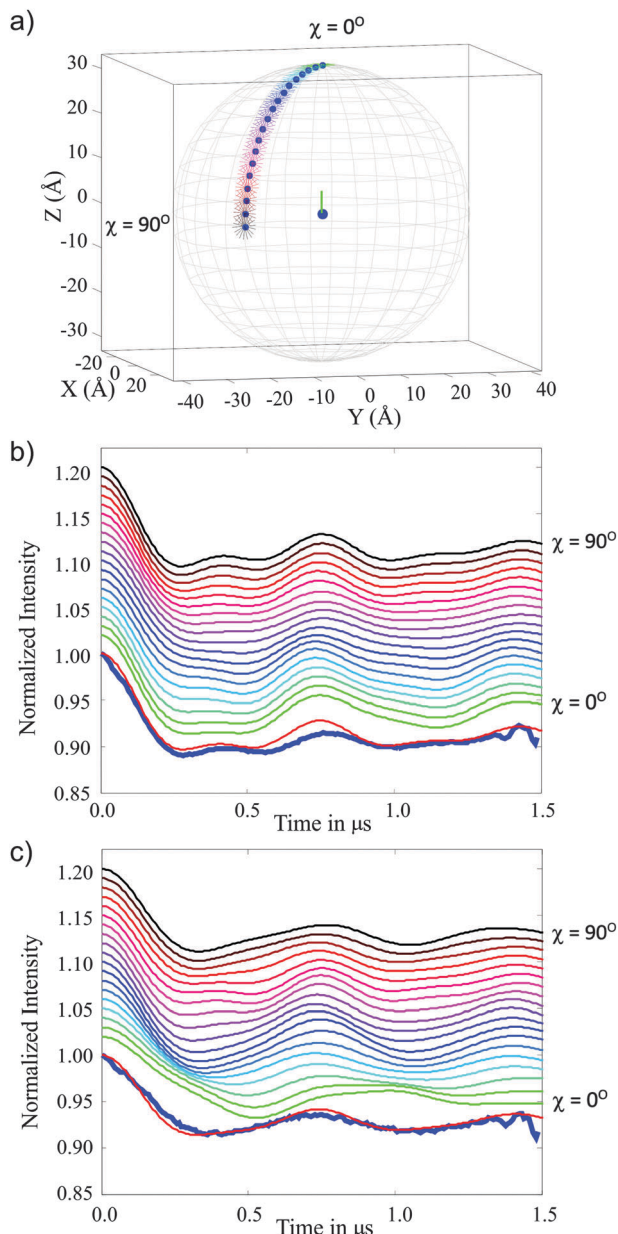 a)
χ = 0°
30
20
10
0
-10
-20
-30
Z (Å)
χ = 90°
-20
0
20
X (Å)
-40
-30
-20
-10
0
10
20
30
40
Y (Å)
b)
1.20
1.15
1.10
1.05
1.00
0.95
0.90
0.85
Normalized Intensity
χ = 90°
χ = 0°
0.0
0.5
1.0
1.5
Time in μs
c)
1.20
1.15
1.10
1.05
1.00
0.95
0.90
0.85
Normalized Intensity
χ = 90°
χ = 0°
0.0
0.5
1.0
1.5
Time in μs